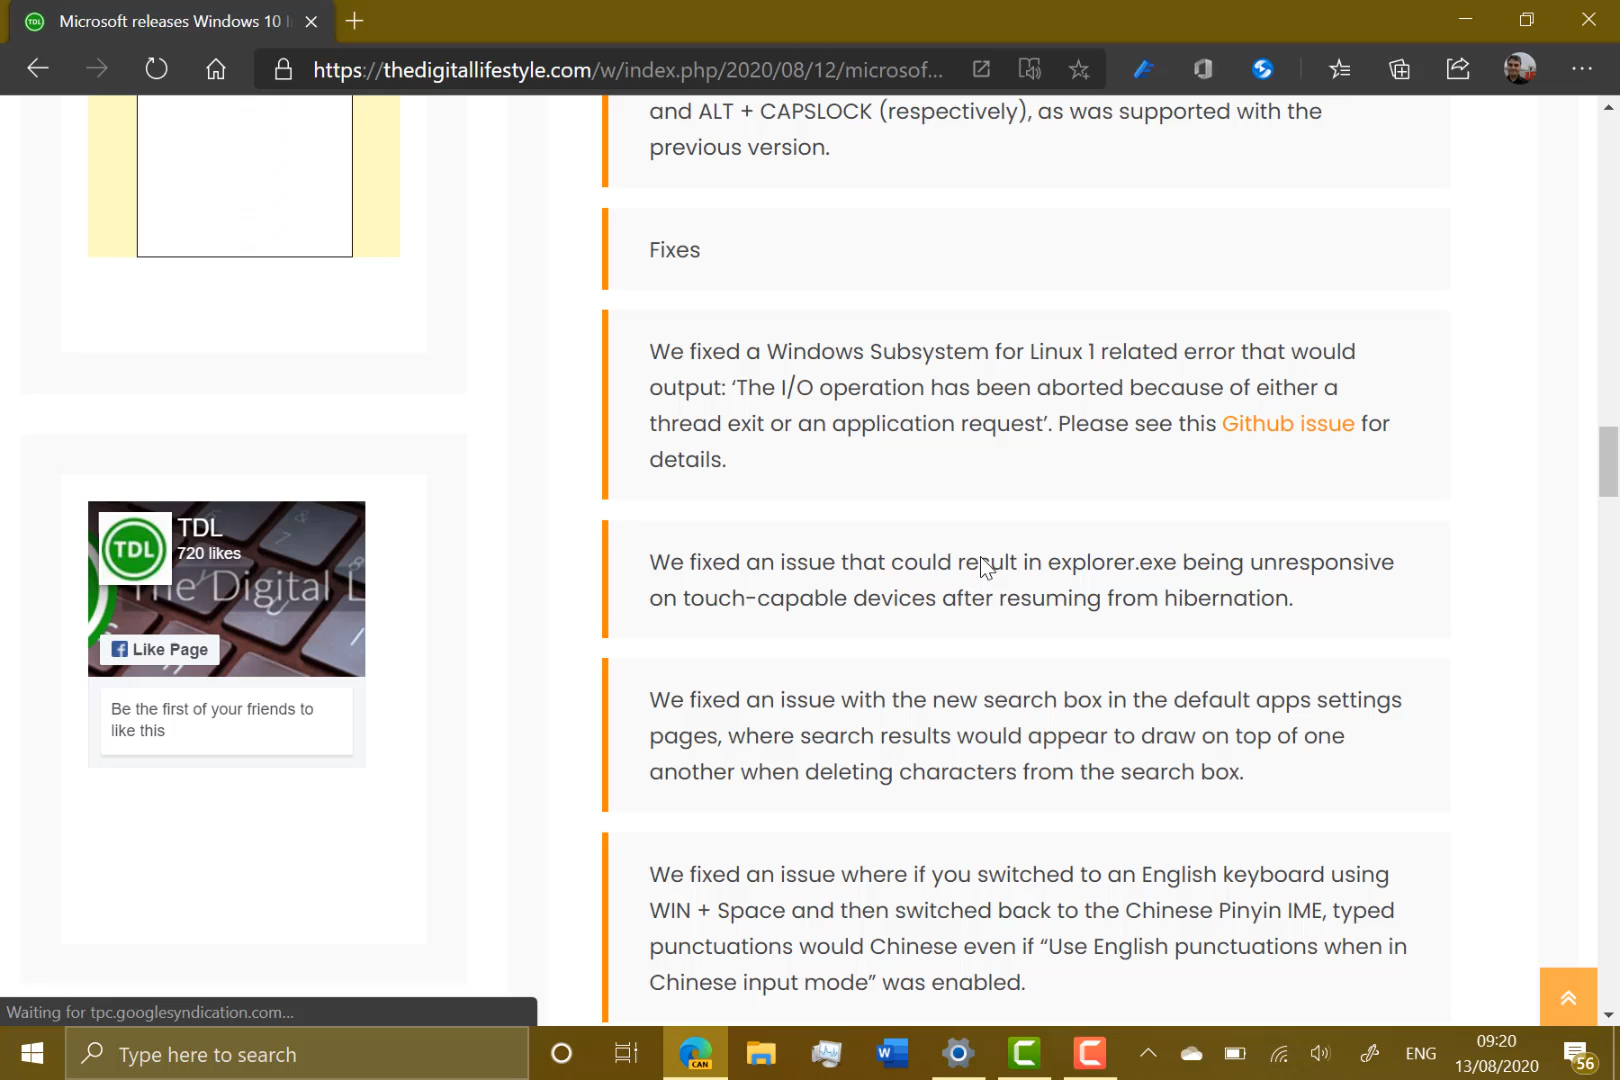 TDL Microsoft releases Windows 10
https://thedigitallifestyle.com/w/index.php/2020/08/12/microsof...
and ALT + CAPSLOCK (respectively), as was supported with the
previous version.
Fixes
We fixed a Windows Subsystem for Linux 1 related error that would
output: ‘The I/O operation has been aborted because of either a
thread exit or an application request’. Please see this Github issue for
details.
We fixed an issue that could result in explorer.exe being unresponsive
on touch-capable devices after resuming from hibernation.
We fixed an issue with the new search box in the default apps settings
pages, where search results would appear to draw on top of one
another when deleting characters from the search box.
We fixed an issue where if you switched to an English keyboard using
WIN + Space and then switched back to the Chinese Pinyin IME, typed
punctuations would Chinese even if “Use English punctuations when in
Chinese input mode” was enabled.
TDL
TDL
720 likes
The Digital L
Like Page
Be the first of your friends to
like this
Waiting for tpc.googlesyndication.com...
Type here to search
CAN
ENG
09:20
13/08/2020
56